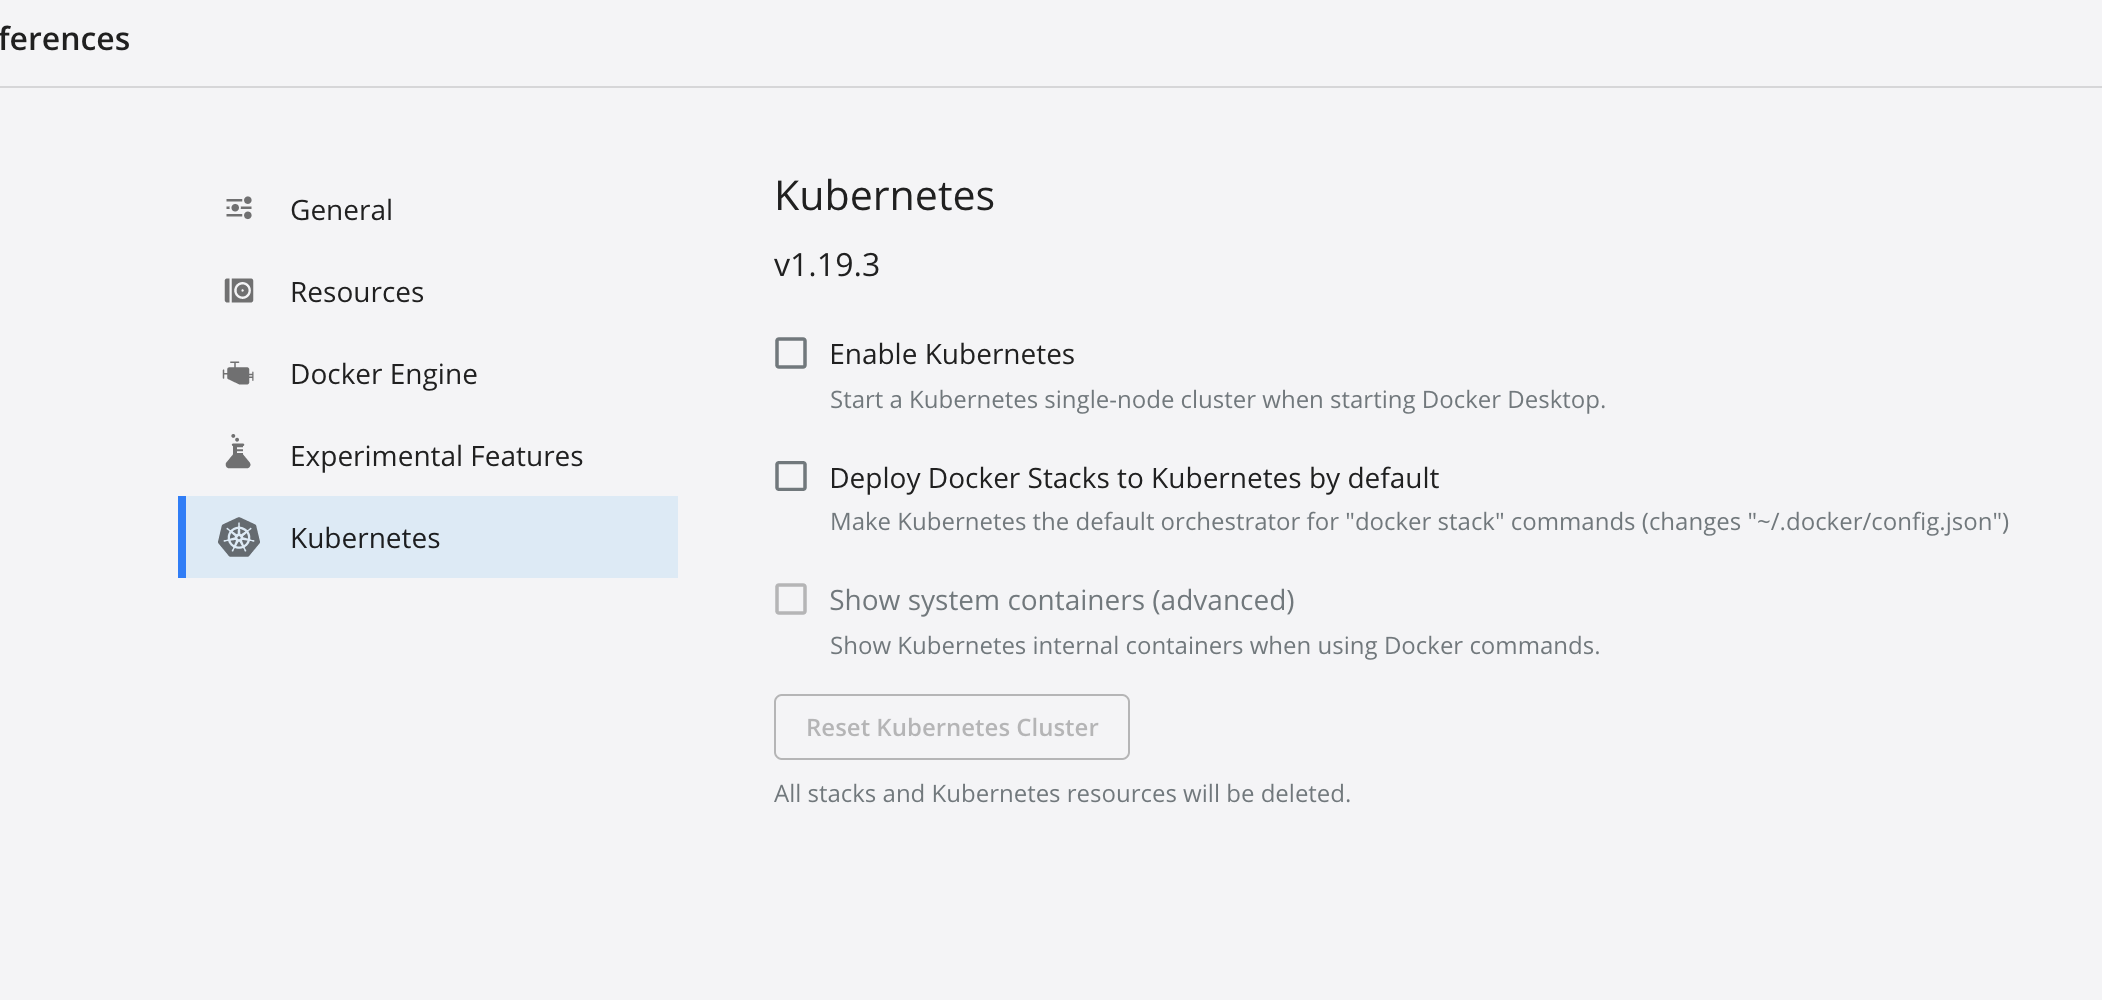 ferences
General
Resources
Docker Engine
Experimental Features
Kubernetes
Kubernetes
v1.19.3
Enable Kubernetes
Start a Kubernetes single-node cluster when starting Docker Desktop.
Deploy Docker Stacks to Kubernetes by default
Make Kubernetes the default orchestrator for "docker stack" commands (changes "~/.docker/config.json")
Show system containers (advanced)
Show Kubernetes internal containers when using Docker commands.
Reset Kubernetes Cluster
All stacks and Kubernetes resources will be deleted.